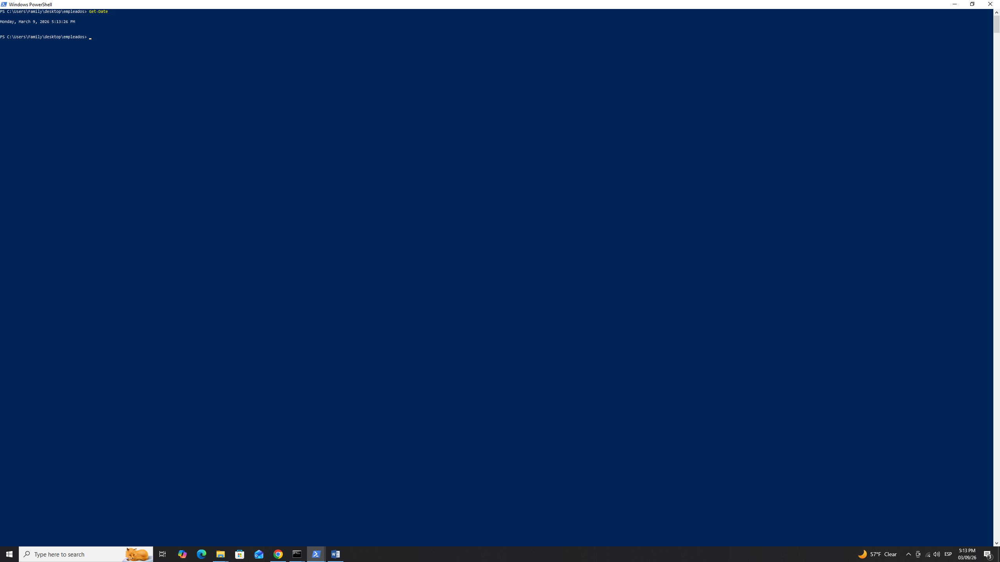 Windows PowerShell
PS C:\Users\Family\desktop\empleados> Get-Date
Monday, March 9, 2026 5:13:26 PM
PS C:\Users\Family\desktop\empleados>
Type here to search
57°F Clear
ESP
5:13 PM
03/09/26
3